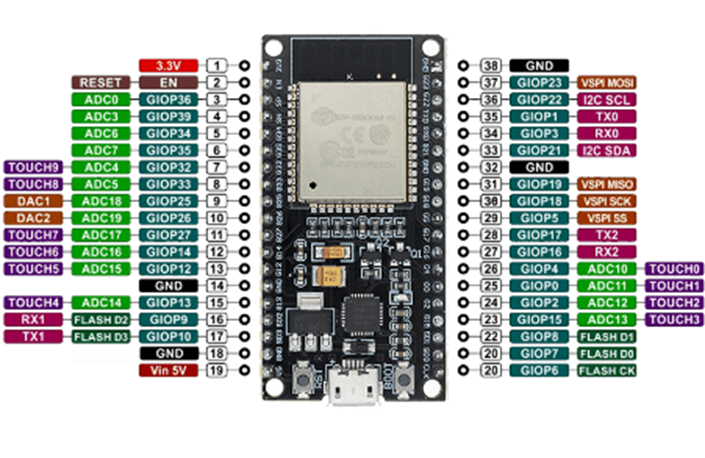 3.3V 1
RESET EN 2
ADC0 GIOP36 3
ADC3 GIOP39 4
ADC6 GIOP34 5
ADC7 GIOP35 6
TOUCH9 ADC4 GIOP32 7
TOUCH8 ADC5 GIOP33 8
DAC1 ADC18 GIOP25 9
DAC2 ADC19 GIOP26 10
TOUCH7 ADC17 GIOP27 11
TOUCH6 ADC16 GIOP14 12
TOUCH5 ADC15 GIOP12 13
GND 14
TOUCH4 ADC14 GIOP13 15
RX1 FLASH D2 GIOP9 16
TX1 FLASH D3 GIOP10 17
GND 18
Vin 5V 19
38 GND
37 GIOP23 VSPI MOSI
36 GIOP22 I2C SCL
35 GIOP1 TX0
34 GIOP3 RX0
33 GIOP21 I2C SDA
32 GND
31 GIOP19 VSPI MISO
30 GIOP18 VSPI SCK
29 GIOP5 VSPI SS
28 GIOP17 TX2
27 GIOP16 RX2
26 GIOP4 ADC10 TOUCH0
25 GIOP0 ADC11 TOUCH1
24 GIOP2 ADC12 TOUCH2
23 GIOP15 ADC13 TOUCH3
22 GIOP8 FLASH D1
20 GIOP7 FLASH D0
20 GIOP6 FLASH CK